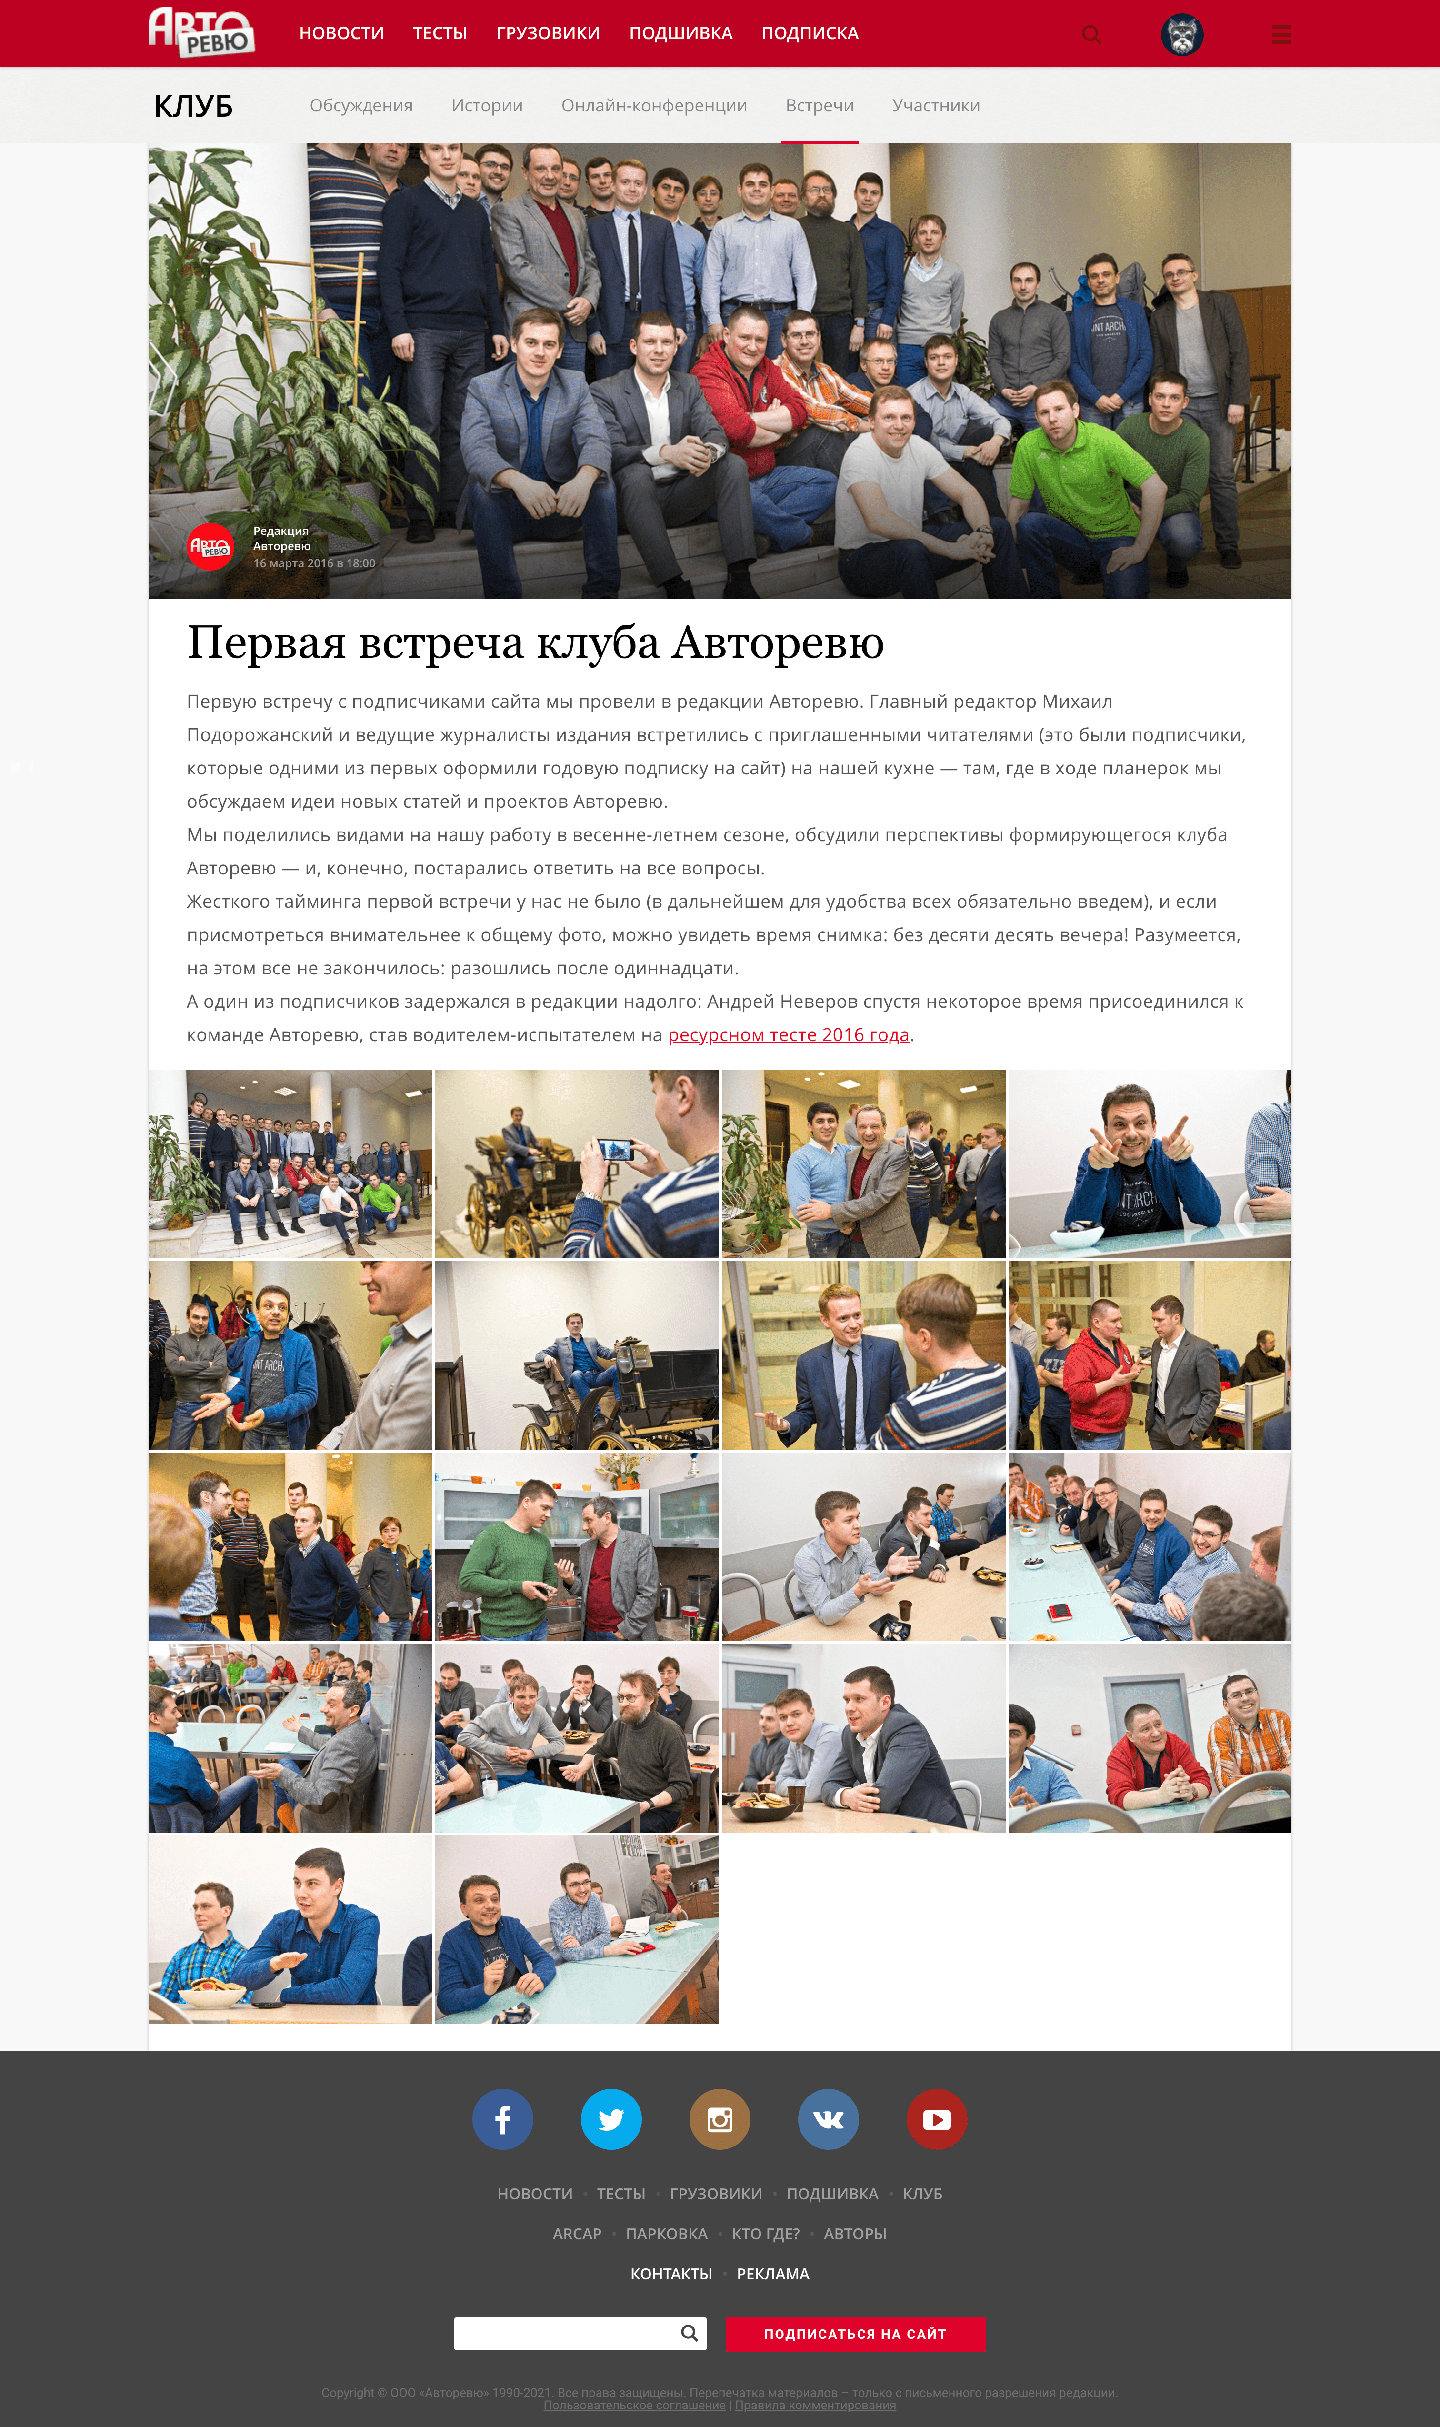 АВТО
РЕВЮ
НОВОСТИ ТЕСТЫ ГРУЗОВИКИ ПОДШИВКА ПОДПИСКА
КЛУБ
Обсуждения Истории Онлайн-конференции Встречи Участники
АВТО
РЕВЮ
Редакция
Авторевю
16 марта 2016 в 18:00
Первая встреча клуба Авторевю
Первую встречу с подписчиками сайта мы провели в редакции Авторевю. Главный редактор Михаил
Подорожанский и ведущие журналисты издания встретились с приглашенными читателями (это были подписчики,
которые одними из первых оформили годовую подписку на сайт) на нашей кухне — там, где в ходе планерок мы
обсуждаем идеи новых статей и проектов Авторевю.
Мы поделились видами на нашу работу в весенне-летнем сезоне, обсудили перспективы формирующегося клуба
Авторевю — и, конечно, постарались ответить на все вопросы.
Жесткого тайминга первой встречи у нас не было (в дальнейшем для удобства всех обязательно введем), и если
присмотреться внимательнее к общему фото, можно увидеть время снимка: без десяти десять вечера! Разумеется,
на этом все не закончилось: разошлись после одиннадцати.
А один из подписчиков задержался в редакции надолго: Андрей Неверов спустя некоторое время присоединился к
команде Авторевю, став водителем-испытателем на ресурсном тесте 2016 года.
НОВОСТИ • ТЕСТЫ • ГРУЗОВИКИ • ПОДШИВКА • КЛУБ
ARCAP • ПАРКОВКА • КТО ГДЕ? • АВТОРЫ
КОНТАКТЫ • РЕКЛАМА
ПОДПИСАТЬСЯ НА САЙТ
Copyright © ООО «Авторевю» 1990-2021. Все права защищены. Перепечатка материалов – только с письменного разрешения редакции.
Пользовательское соглашение | Правила комментирования